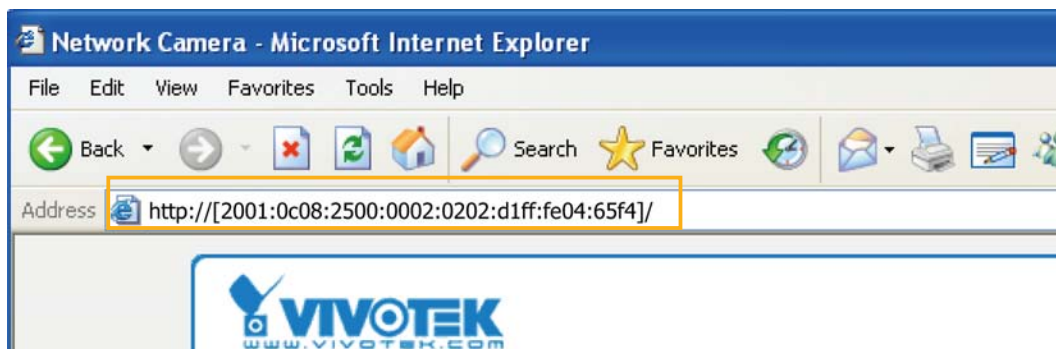 Network Camera - Microsoft Internet Explorer
File Edit View Favorites Tools Help
Back Search Favorites
Address http://[2001:0c08:2500:0002:0202:d1ff:fe04:65f4]/
VIVOTEK
WWW.VIVOTEK.COM